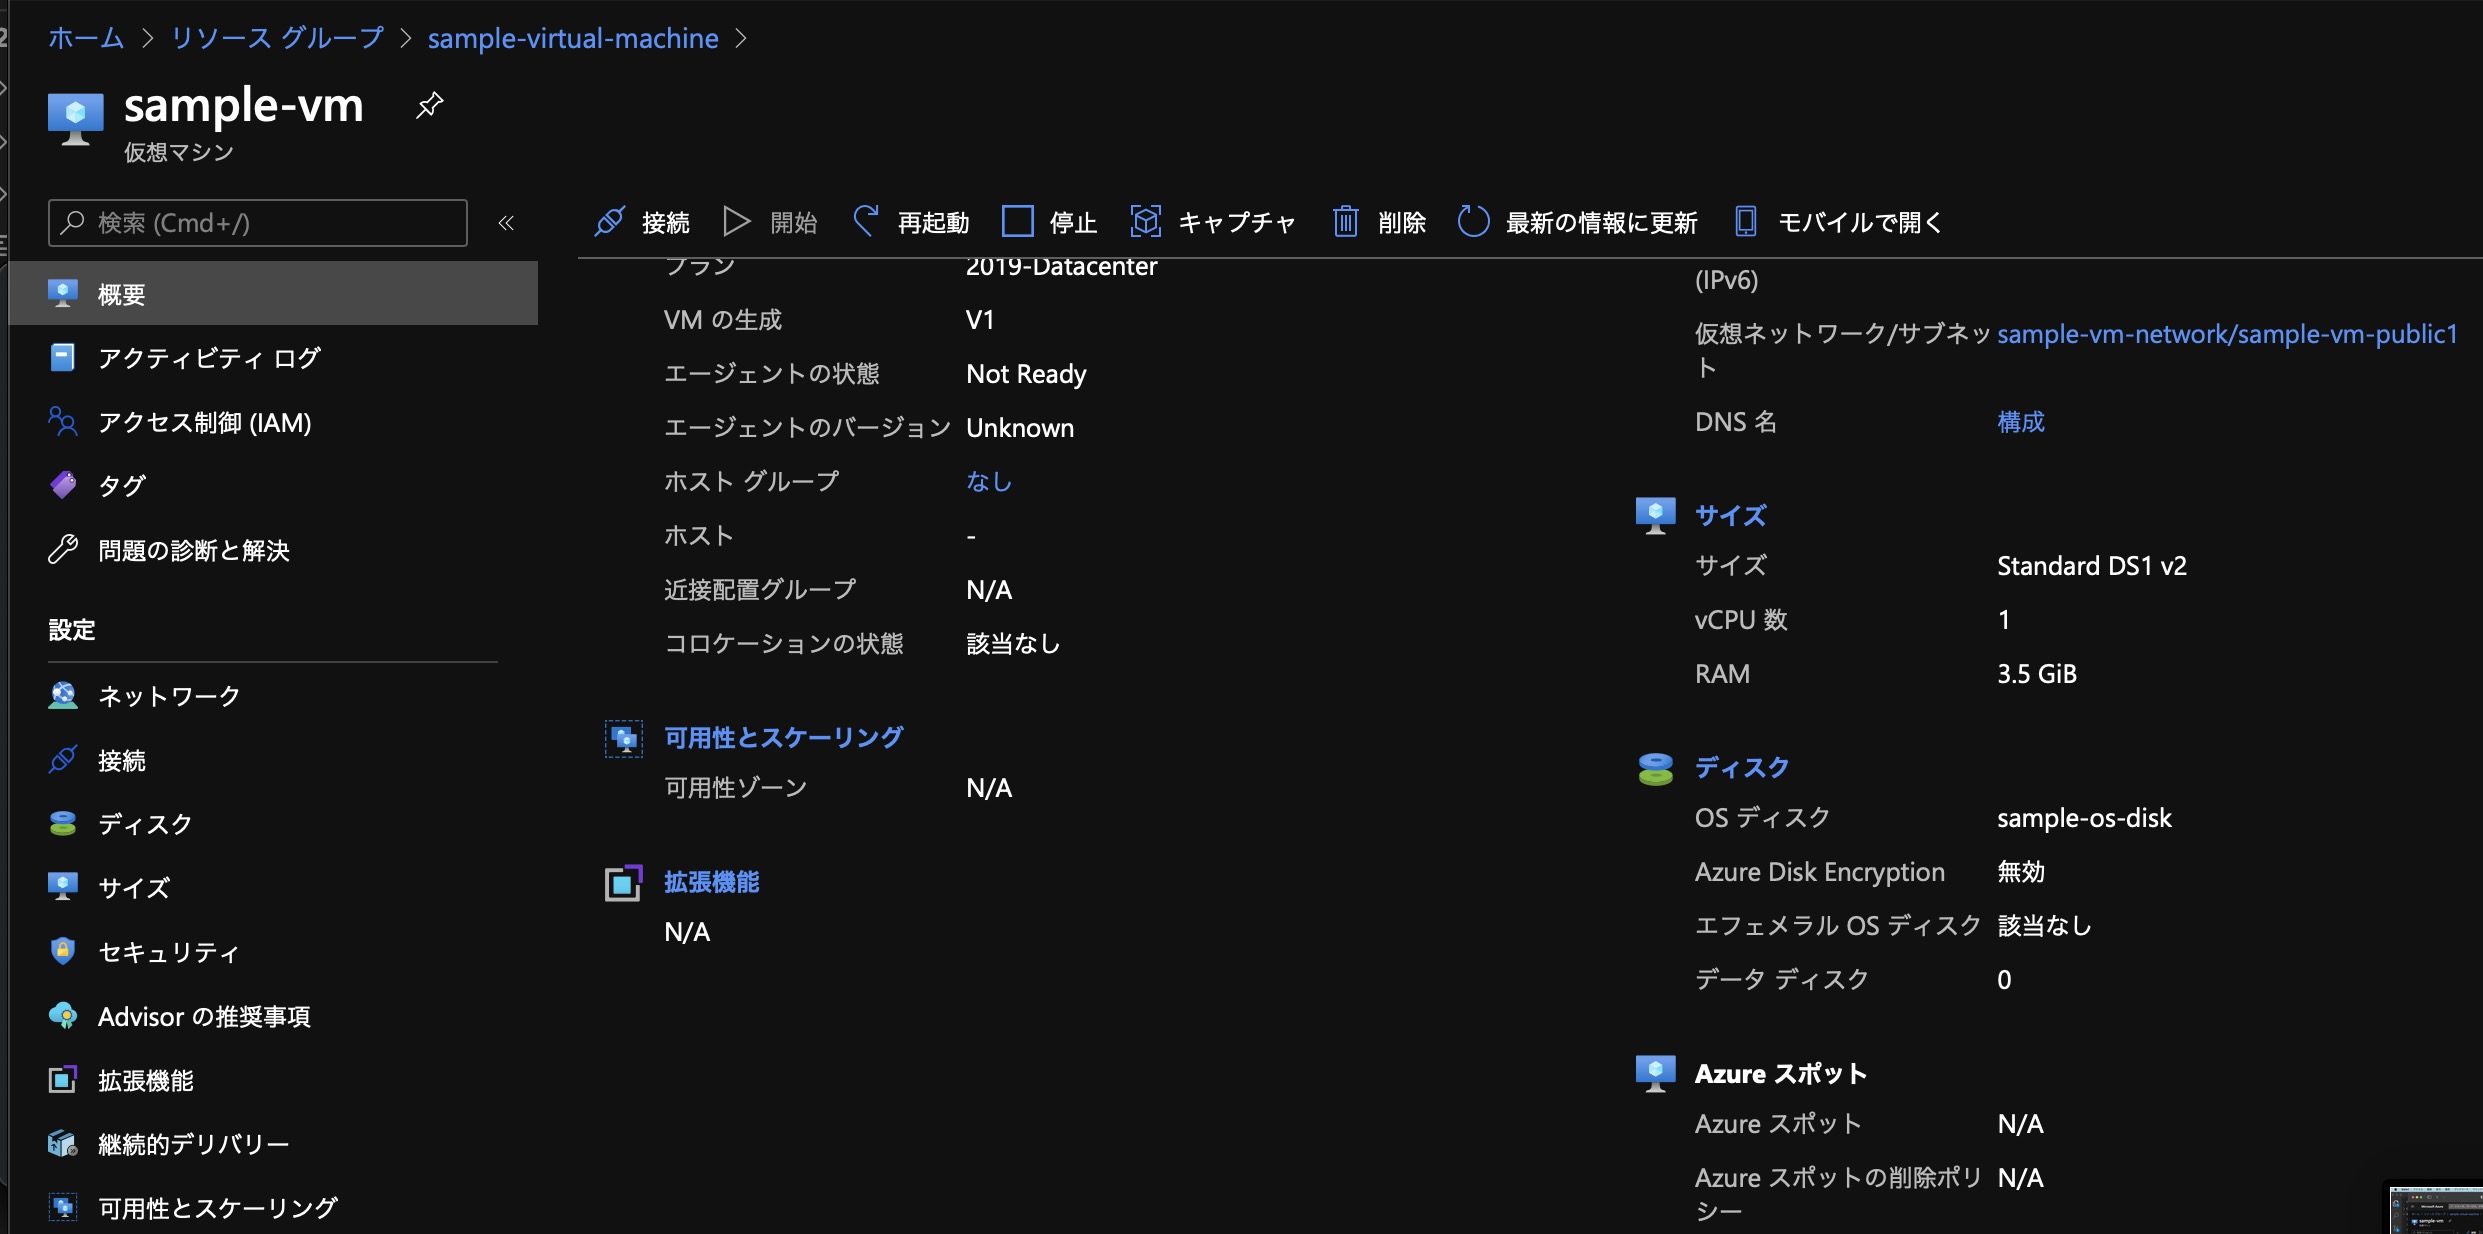 ホーム > リソース グループ > sample-virtual-machine >
sample-vm
仮想マシン
検索 (Cmd+/)
«
接続
開始
再起動
停止
キャプチャ
削除
最新の情報に更新
モバイルで開く
概要
アクティビティ ログ
アクセス制御 (IAM)
タグ
問題の診断と解決
設定
ネットワーク
接続
ディスク
サイズ
セキュリティ
Advisor の推奨事項
拡張機能
継続的デリバリー
可用性とスケーリング
プラン 2019-Datacenter
VM の生成 V1
エージェントの状態 Not Ready
エージェントのバージョン Unknown
ホスト グループ なし
ホスト -
近接配置グループ N/A
コロケーションの状態 該当なし
可用性とスケーリング
可用性ゾーン N/A
拡張機能
N/A
(IPv6)
仮想ネットワーク/サブネッ sample-vm-network/sample-vm-public1
ト
DNS 名 構成
サイズ
サイズ Standard DS1 v2
vCPU 数 1
RAM 3.5 GiB
ディスク
OS ディスク sample-os-disk
Azure Disk Encryption 無効
エフェメラル OS ディスク 該当なし
データ ディスク 0
Azure スポット
Azure スポット N/A
Azure スポットの削除ポリ N/A
シー